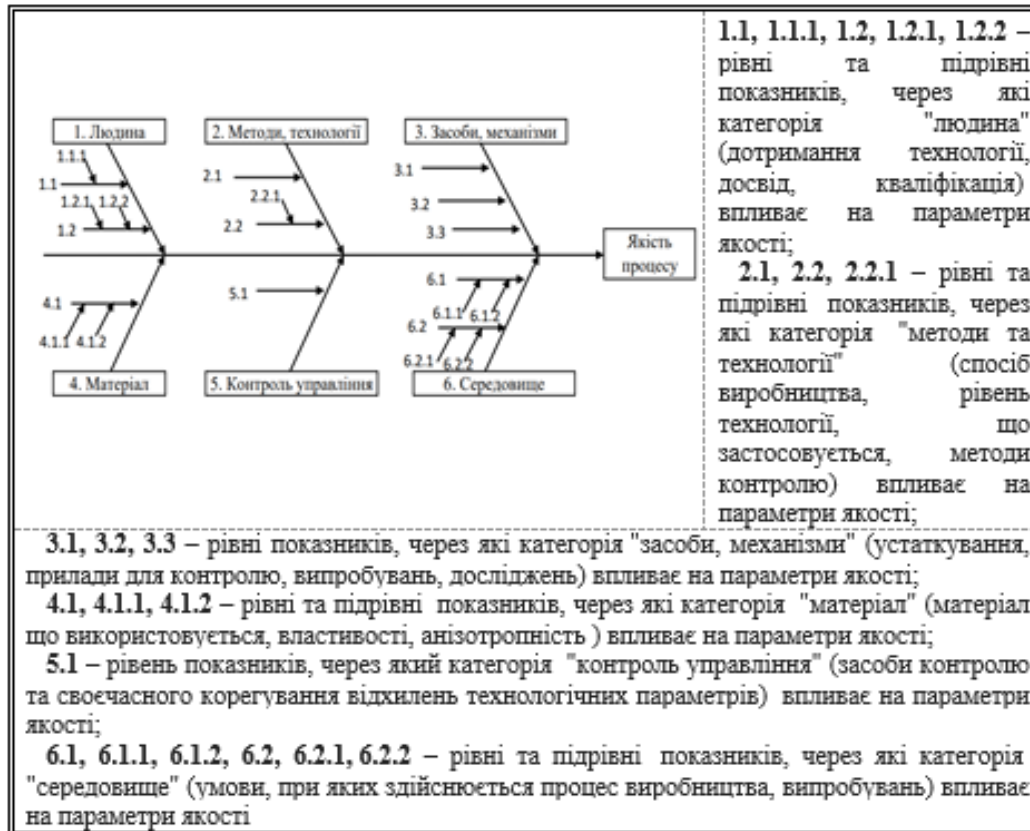 1. Людина
2. Методи, технології
3. Засоби, механізми
1.1.1
1.1
1.2.1
1.2.2
1.2
2.1
2.2.1
2.2
3.1
3.2
3.3
Якість
процесу
4.1
4.1.1
4.1.2
5.1
6.1
6.1.1
6.1.2
6.2
6.2.1
6.2.2
4. Матеріал
5. Контроль управління
6. Середовище
1.1, 1.1.1, 1.2, 1.2.1, 1.2.2 –
рівні та підрівні
показників, через які
категорія "людина"
(дотримання технології,
досвід, кваліфікація)
впливає на параметри
якості;
2.1, 2.2, 2.2.1 – рівні та
підрівні показників, через
які категорія "методи та
технології" (спосіб
виробництва, рівень
технології, що
застосовується, методи
контролю) впливає на
параметри якості;
3.1, 3.2, 3.3 – рівні показників, через які категорія "засоби, механізми" (устаткування,
прилади для контролю, випробувань, досліджень) впливає на параметри якості;
4.1, 4.1.1, 4.1.2 – рівні та підрівні показників, через які категорія "матеріал" (матеріал
що використовується, властивості, анізотропність ) впливає на параметри якості;
5.1 – рівень показників, через який категорія "контроль управління" (засоби контролю
та своєчасного корегування відхилень технологічних параметрів) впливає на параметри
якості;
6.1, 6.1.1, 6.1.2, 6.2, 6.2.1, 6.2.2 – рівні та підрівні показників, через які категорія
"середовище" (умови, при яких здійснюється процес виробництва, випробувань) впливає
на параметри якості